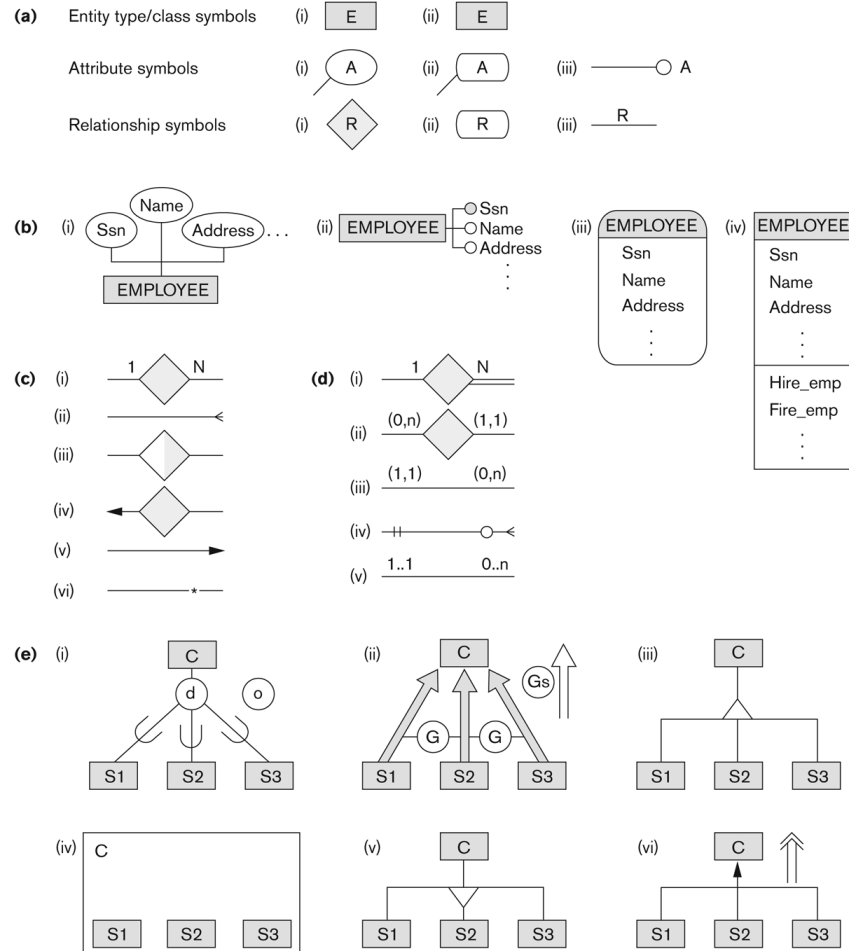 (a) Entity type/class symbols (i) E (ii) E
Attribute symbols (i) A (ii) A (iii) A
Relationship symbols (i) R (ii) R (iii) R
(b) (i) Ssn Name Address . . .
EMPLOYEE
(ii) EMPLOYEE Ssn
Name
Address
(iii) EMPLOYEE
Ssn
Name
Address
(iv) EMPLOYEE
Ssn
Name
Address
Hire_emp
Fire_emp
(c) (i) 1 N
(ii)
(iii)
(iv)
(v)
(vi) *
(d) (i) 1 N
(ii) (0,n) (1,1)
(iii) (1,1) (0,n)
(iv)
(v) 1..1 0..n
(e) (i) C
d o
S1 S2 S3
(ii) C
Gs
G G
S1 S2 S3
(iii) C
S1 S2 S3
(iv) C
S1 S2 S3
(v) C
S1 S2 S3
(vi) C
S1 S2 S3